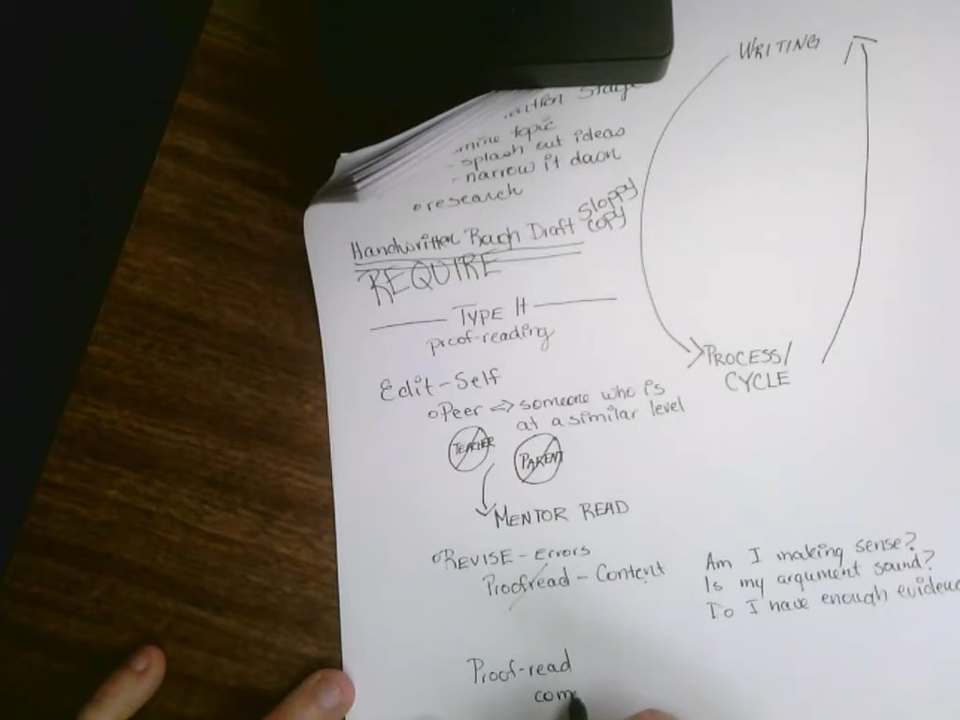 WRITING
stage
topic
- splash out ideas
- narrow it down
o research
Handwritten Rough Draft sloppy copy
REQUIRE
TYPE It
proof-reading
Edit-Self
o Peer => someone who is
at a similar level
TEACHER PARENT
MENTOR READ
o REVISE - Errors
Proofread - Content
Proof-read
com
PROCESS/
CYCLE
Am I making sense?
Is my argument sound?
Do I have enough evidenc